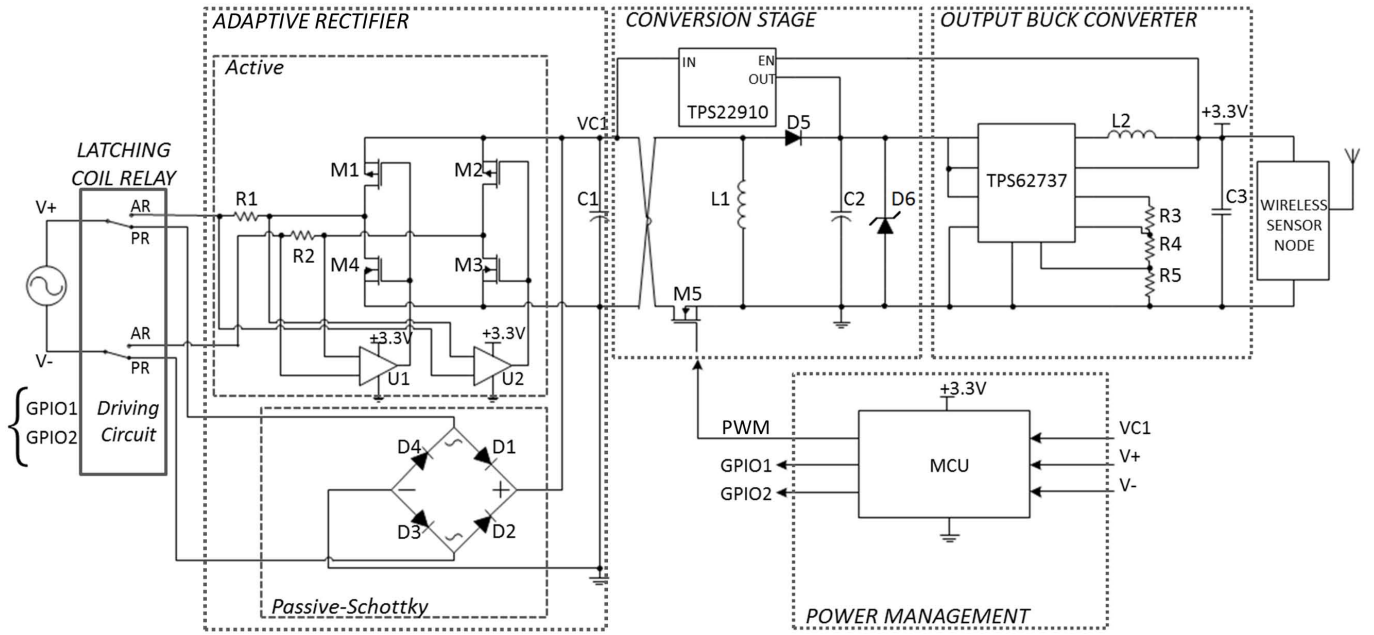 ADAPTIVE RECTIFIER
CONVERSION STAGE
OUTPUT BUCK CONVERTER
Active
IN
EN
OUT
TPS22910
VC1
D5
L2
+3.3V
LATCHING
COIL RELAY
M1
M2
TPS62737
V+
AR
PR
R1
R2
C1
L1
C2
D6
R3
R4
R5
C3
WIRELESS
SENSOR
NODE
M4
M3
M5
AR
PR
V-
+3.3V
U1
+3.3V
U2
GPIO1
GPIO2
Driving
Circuit
D4
D1
D3
D2
+
Passive-Schottky
PWM
GPIO1
GPIO2
+3.3V
MCU
VC1
V+
V-
POWER MANAGEMENT